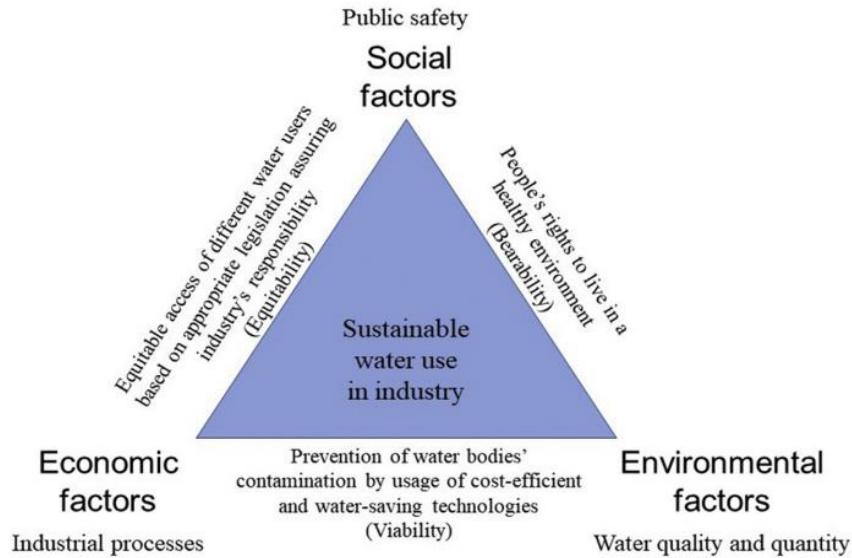 Public safety
Social
factors
Equitable access of different water users
based on appropriate legislation assuring
industry's responsibility
(Equitability)
People's rights to live in a
healthy environment
(Bearability)
Sustainable
water use
in industry
Economic
factors
Industrial processes
Prevention of water bodies'
contamination by usage of cost-efficient
and water-saving technologies
(Viability)
Environmental
factors
Water quality and quantity